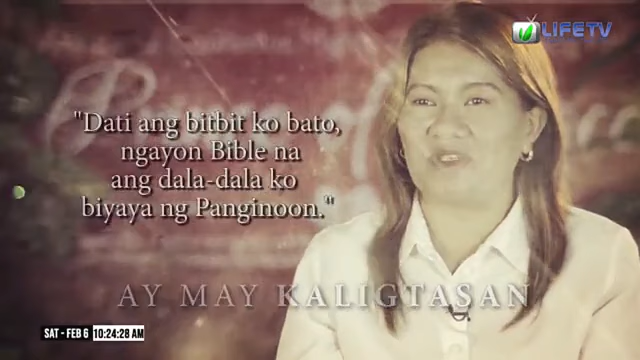 LIFETV
"Dati ang bitbit ko bato,
ngayon Bible na
ang dala-dala ko
biyaya ng Panginoon."
AY MAY KALIGTASAN
SAT - FEB 6 10:24:28 AM